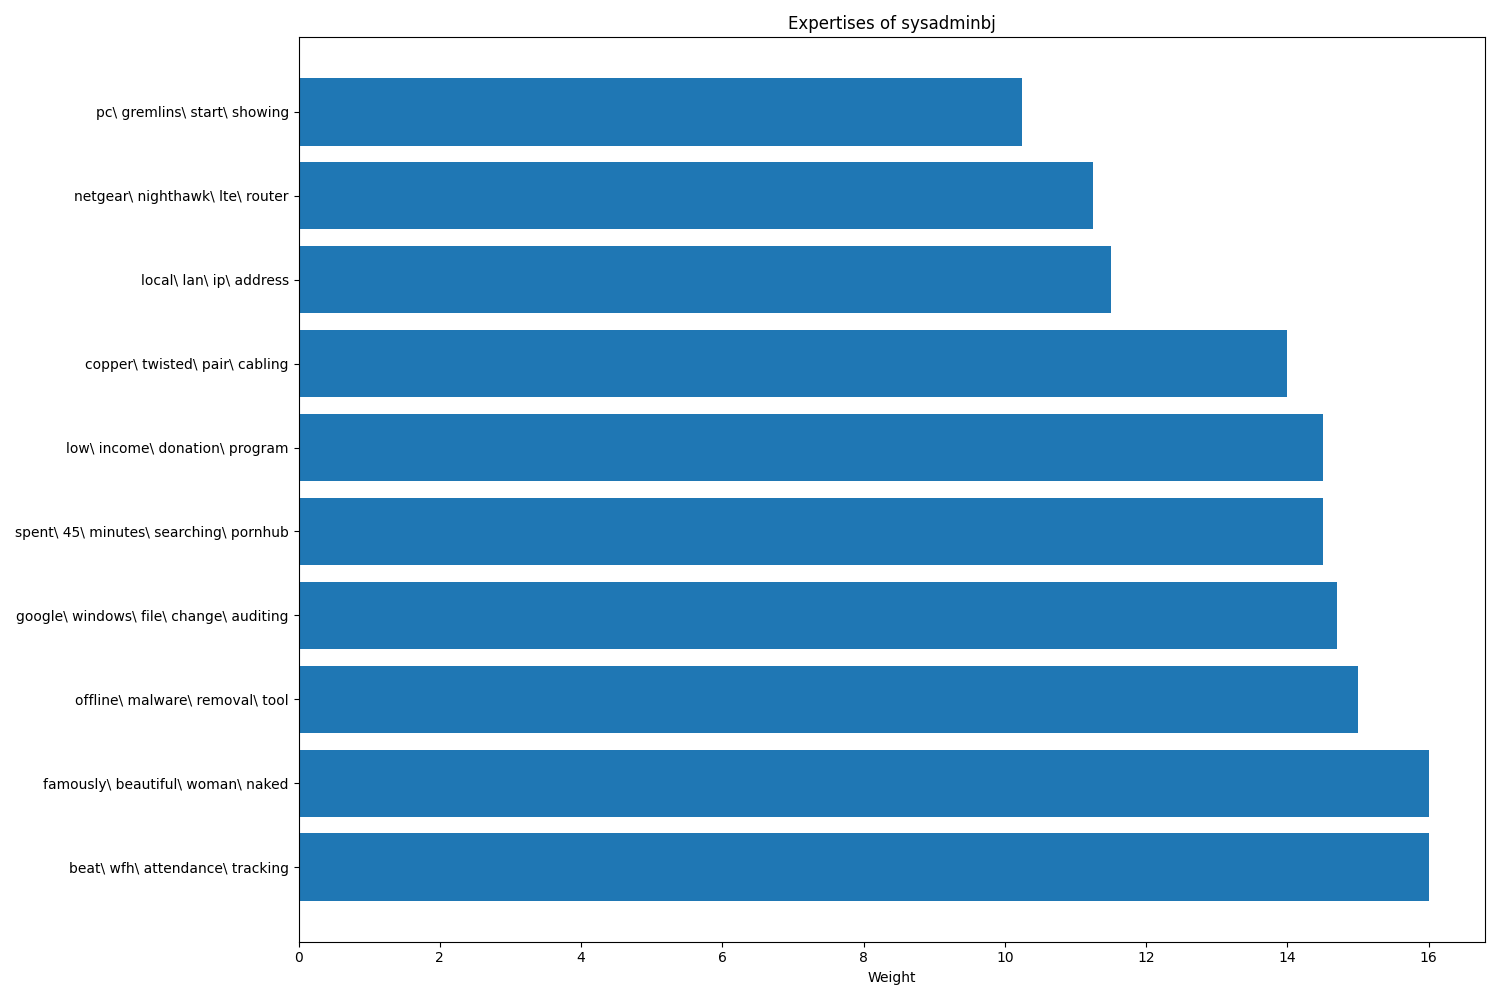 Expertises of sysadminbj
pc\ gremlins\ start\ showing
netgear\ nighthawk\ lte\ router
local\ lan\ ip\ address
copper\ twisted\ pair\ cabling
low\ income\ donation\ program
spent\ 45\ minutes\ searching\ pornhub
google\ windows\ file\ change\ auditing
offline\ malware\ removal\ tool
famously\ beautiful\ woman\ naked
beat\ wfh\ attendance\ tracking
0 2 4 6 8 10 12 14 16
Weight